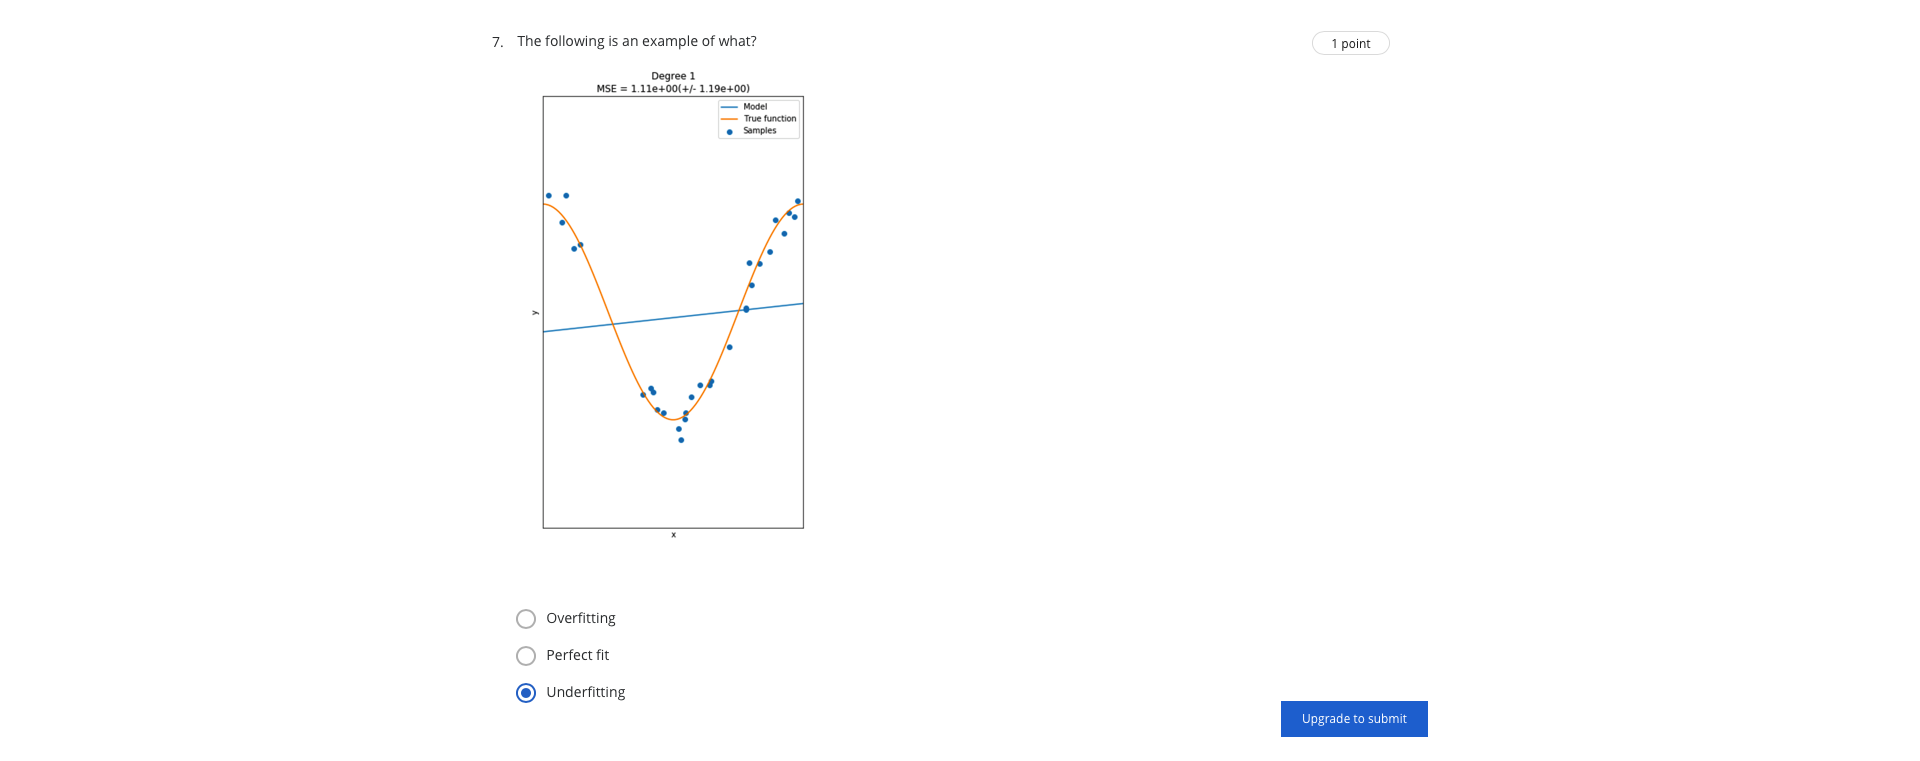 7. The following is an example of what?
1 point
Degree 1
MSE = 1.11e+00(+/- 1.19e+00)
Model
True function
Samples
y
x
Overfitting
Perfect fit
Underfitting
Upgrade to submit